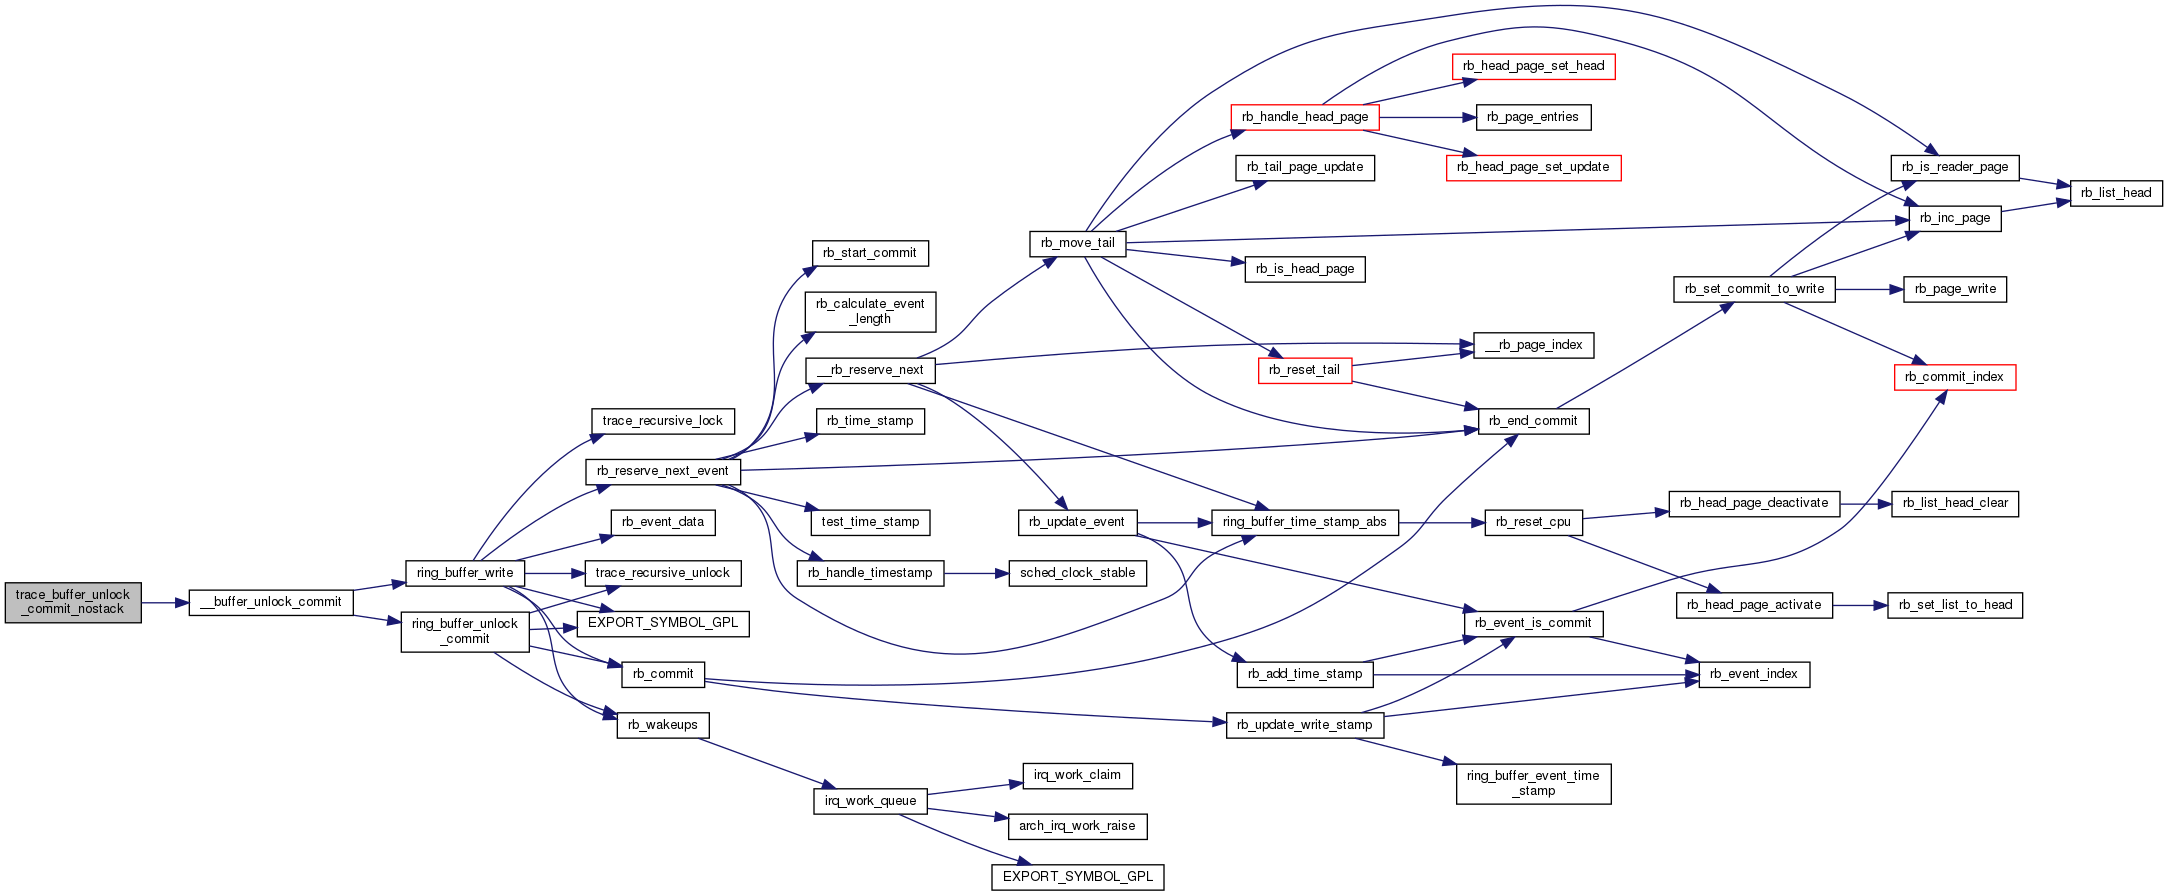 trace_buffer_unlock
_commit_nostack
__buffer_unlock_commit
ring_buffer_write
ring_buffer_unlock
_commit
trace_recursive_lock
rb_reserve_next_event
rb_event_data
trace_recursive_unlock
EXPORT_SYMBOL_GPL
rb_commit
rb_wakeups
rb_start_commit
rb_calculate_event
_length
__rb_reserve_next
rb_time_stamp
test_time_stamp
rb_handle_timestamp
irq_work_queue
rb_move_tail
rb_update_event
sched_clock_stable
irq_work_claim
arch_irq_work_raise
EXPORT_SYMBOL_GPL
rb_handle_head_page
rb_tail_page_update
rb_is_head_page
rb_reset_tail
ring_buffer_time_stamp_abs
rb_add_time_stamp
rb_update_write_stamp
rb_head_page_set_head
rb_page_entries
rb_head_page_set_update
__rb_page_index
rb_end_commit
rb_reset_cpu
rb_event_is_commit
ring_buffer_event_time
_stamp
rb_set_commit_to_write
rb_head_page_deactivate
rb_head_page_activate
rb_event_index
rb_is_reader_page
rb_inc_page
rb_page_write
rb_commit_index
rb_list_head_clear
rb_set_list_to_head
rb_list_head